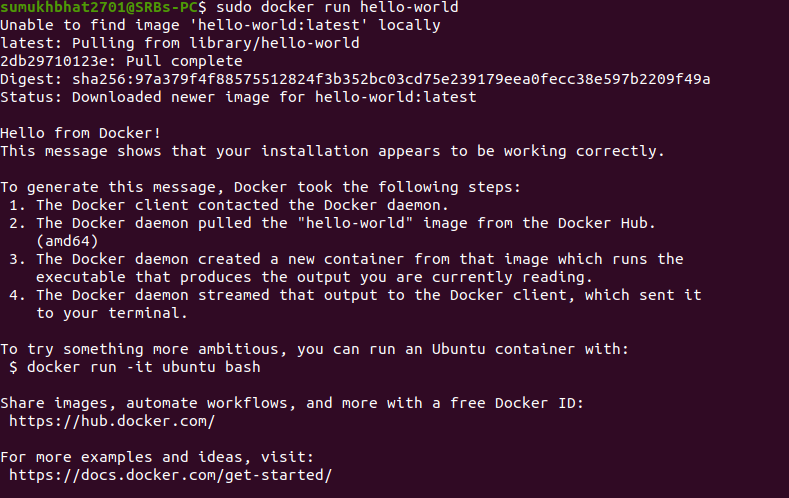 sumukhbhat2701@SRBs-PC$ sudo docker run hello-world
Unable to find image 'hello-world:latest' locally
latest: Pulling from library/hello-world
2db29710123e: Pull complete
Digest: sha256:97a379f4f88575512824f3b352bc03cd75e239179eea0fecc38e597b2209f49a
Status: Downloaded newer image for hello-world:latest

Hello from Docker!
This message shows that your installation appears to be working correctly.

To generate this message, Docker took the following steps:
 1. The Docker client contacted the Docker daemon.
 2. The Docker daemon pulled the "hello-world" image from the Docker Hub.
    (amd64)
 3. The Docker daemon created a new container from that image which runs the
    executable that produces the output you are currently reading.
 4. The Docker daemon streamed that output to the Docker client, which sent it
    to your terminal.

To try something more ambitious, you can run an Ubuntu container with:
 $ docker run -it ubuntu bash

Share images, automate workflows, and more with a free Docker ID:
 https://hub.docker.com/

For more examples and ideas, visit:
 https://docs.docker.com/get-started/